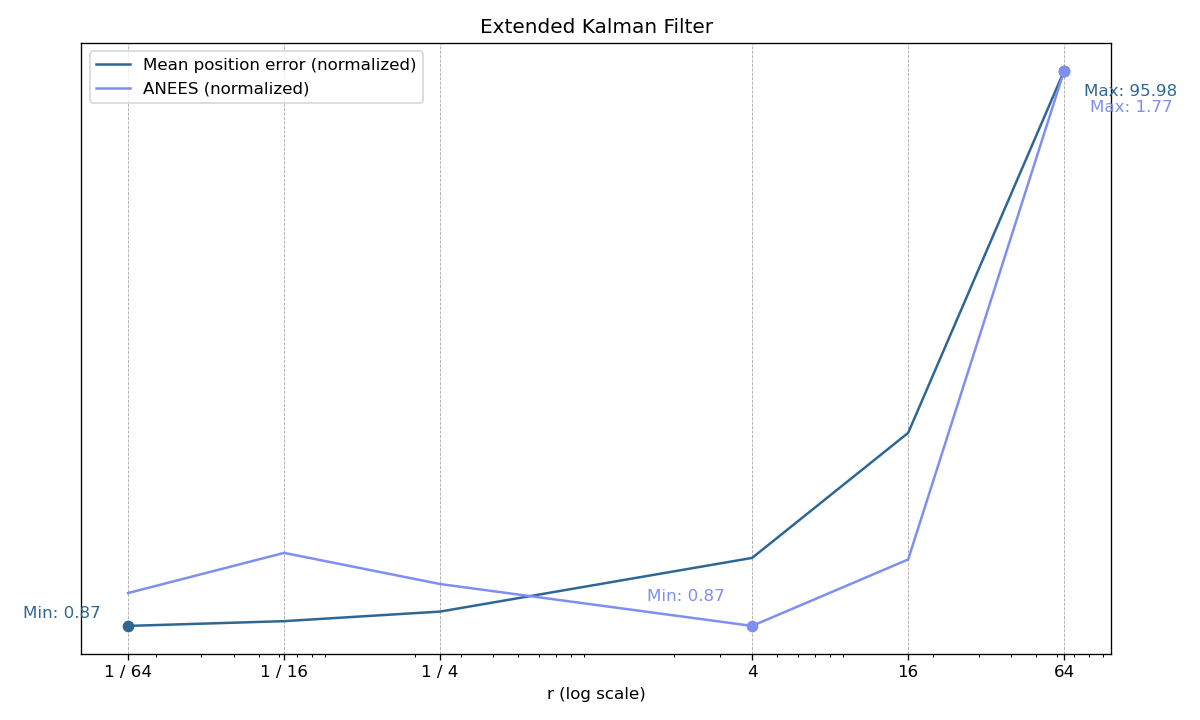 Extended Kalman Filter
Mean position error (normalized)
ANEES (normalized)
Max: 95.98
Max: 1.77
Min: 0.87
Min: 0.87
1 / 64
1 / 16
1 / 4
4
16
64
r (log scale)